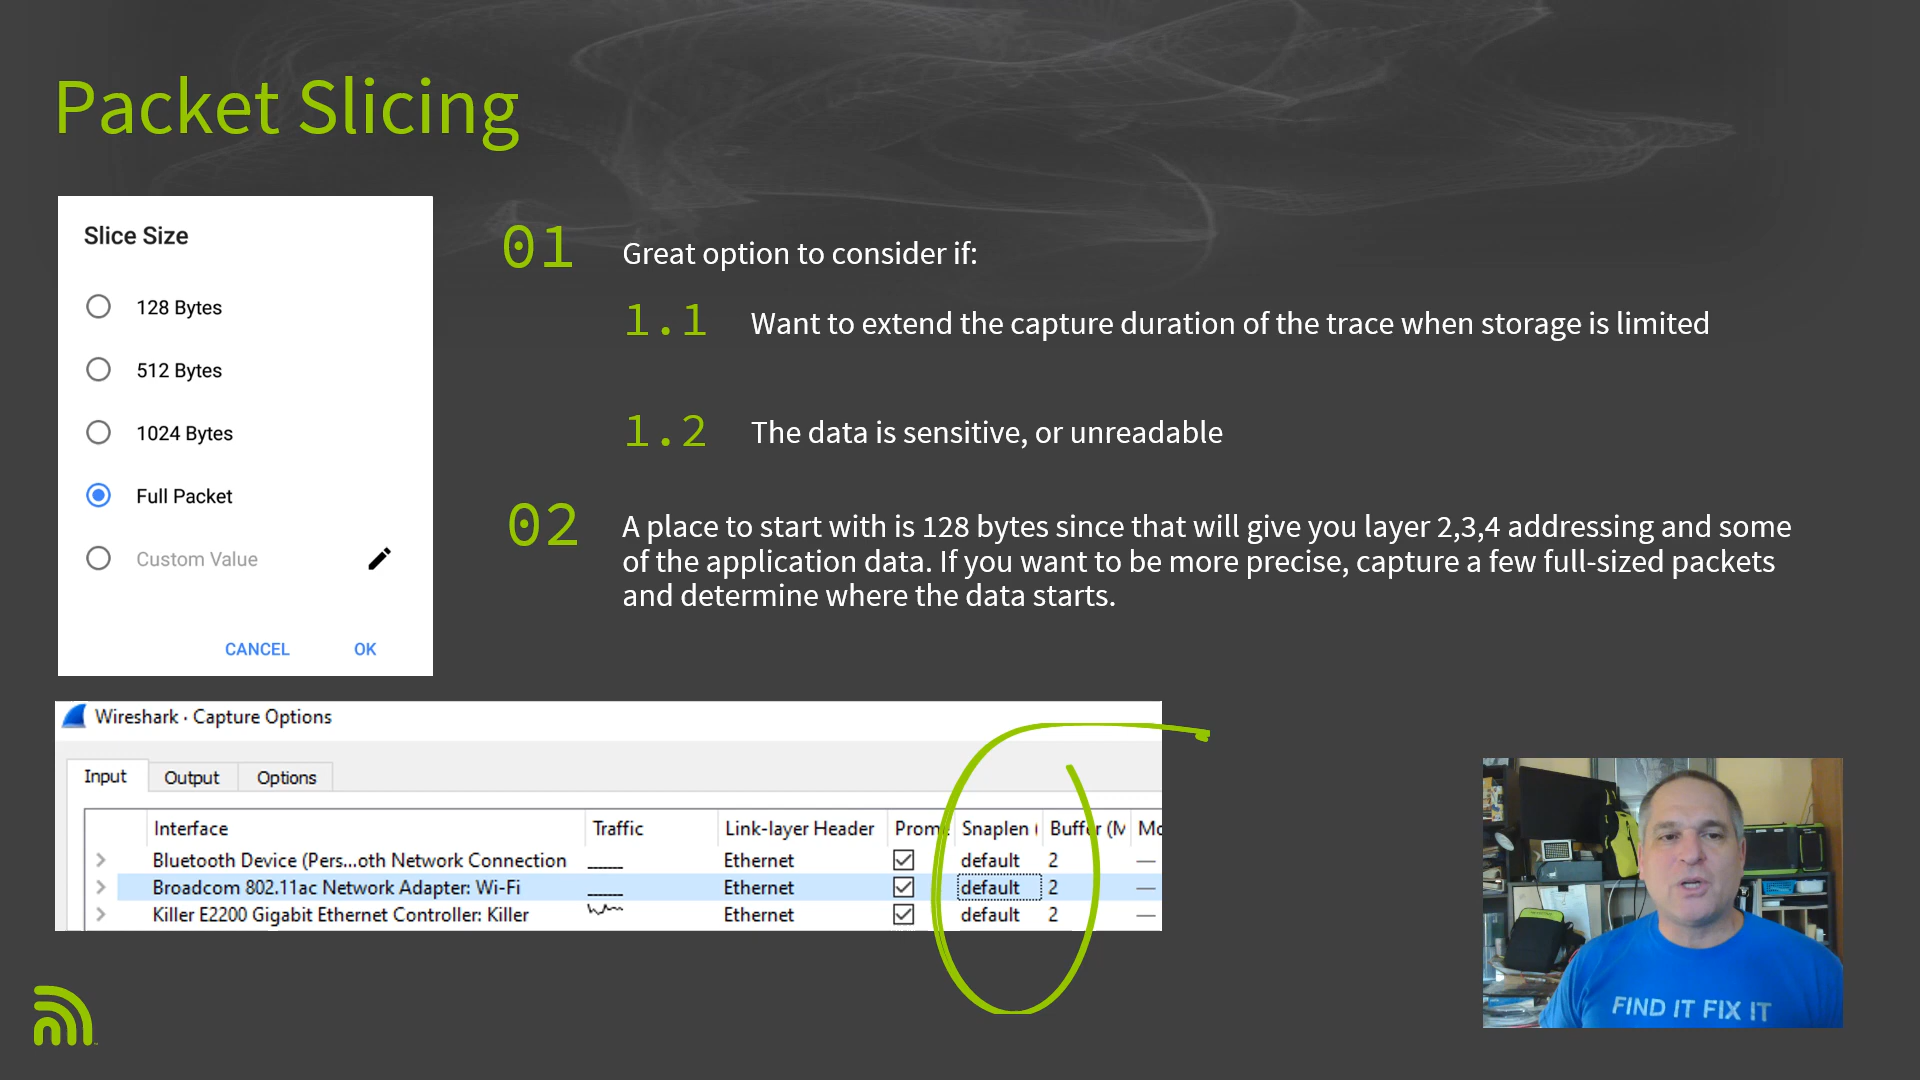 Packet Slicing
Slice Size
128 Bytes
512 Bytes
1024 Bytes
Full Packet
Custom Value
CANCEL OK
01 Great option to consider if:
1.1 Want to extend the capture duration of the trace when storage is limited
1.2 The data is sensitive, or unreadable
02 A place to start with is 128 bytes since that will give you layer 2,3,4 addressing and some
of the application data. If you want to be more precise, capture a few full-sized packets
and determine where the data starts.
Wireshark · Capture Options
Input Output Options
Interface Traffic Link-layer Header Prom Snaplen ( Buffer (M Mo
Bluetooth Device (Pers...oth Network Connection Ethernet default 2 —
Broadcom 802.11ac Network Adapter: Wi-Fi Ethernet default 2 —
Killer E2200 Gigabit Ethernet Controller: Killer Ethernet default 2 —
FIND IT FIX IT